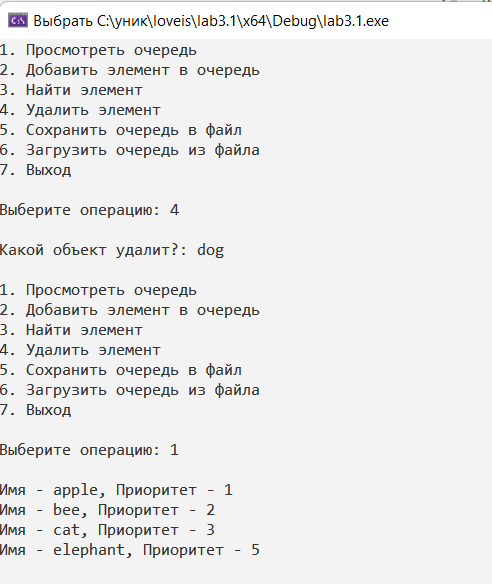 Выбрать C:\уник\loveis\lab3.1\x64\Debug\lab3.1.exe
1. Просмотреть очередь
2. Добавить элемент в очередь
3. Найти элемент
4. Удалить элемент
5. Сохранить очередь в файл
6. Загрузить очередь из файла
7. Выход
Выберите операцию: 4
Какой объект удалит?: dog
1. Просмотреть очередь
2. Добавить элемент в очередь
3. Найти элемент
4. Удалить элемент
5. Сохранить очередь в файл
6. Загрузить очередь из файла
7. Выход
Выберите операцию: 1
Имя - apple, Приоритет - 1
Имя - bee, Приоритет - 2
Имя - cat, Приоритет - 3
Имя - elephant, Приоритет - 5